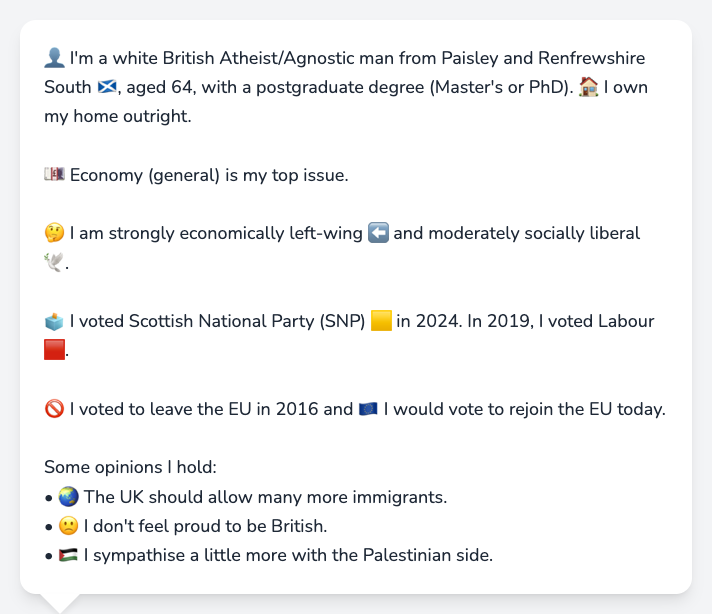 👤 I'm a white British Atheist/Agnostic man from Paisley and Renfrewshire
South 🏴󠁧󠁢󠁳󠁣󠁴󠁿, aged 64, with a postgraduate degree (Master's or PhD). 🏠 I own
my home outright.
💷 Economy (general) is my top issue.
🤔 I am strongly economically left-wing ⬅️ and moderately socially liberal
🕊️.
🗳️ I voted Scottish National Party (SNP) 🟨 in 2024. In 2019, I voted Labour
🟥.
🚫 I voted to leave the EU in 2016 and 🇪🇺 I would vote to rejoin the EU today.
Some opinions I hold:
• 🌏 The UK should allow many more immigrants.
• 🙁 I don't feel proud to be British.
• 🇵🇸 I sympathise a little more with the Palestinian side.